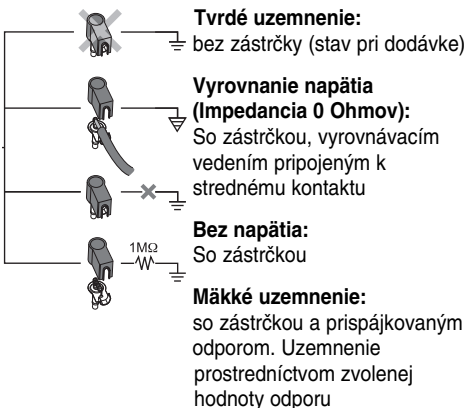 Tvrdé uzemnenie:
bez zástrčky (stav pri dodávke)
Vyrovnanie napätia
(Impedancia 0 Ohmov):
So zástrčkou, vyrovnávacím
vedením pripojeným k
strednému kontaktu
Bez napätia:
So zástrčkou
1MΩ
Mäkké uzemnenie:
so zástrčkou a prispájkovaným
odporom. Uzemnenie
prostredníctvom zvolenej
hodnoty odporu